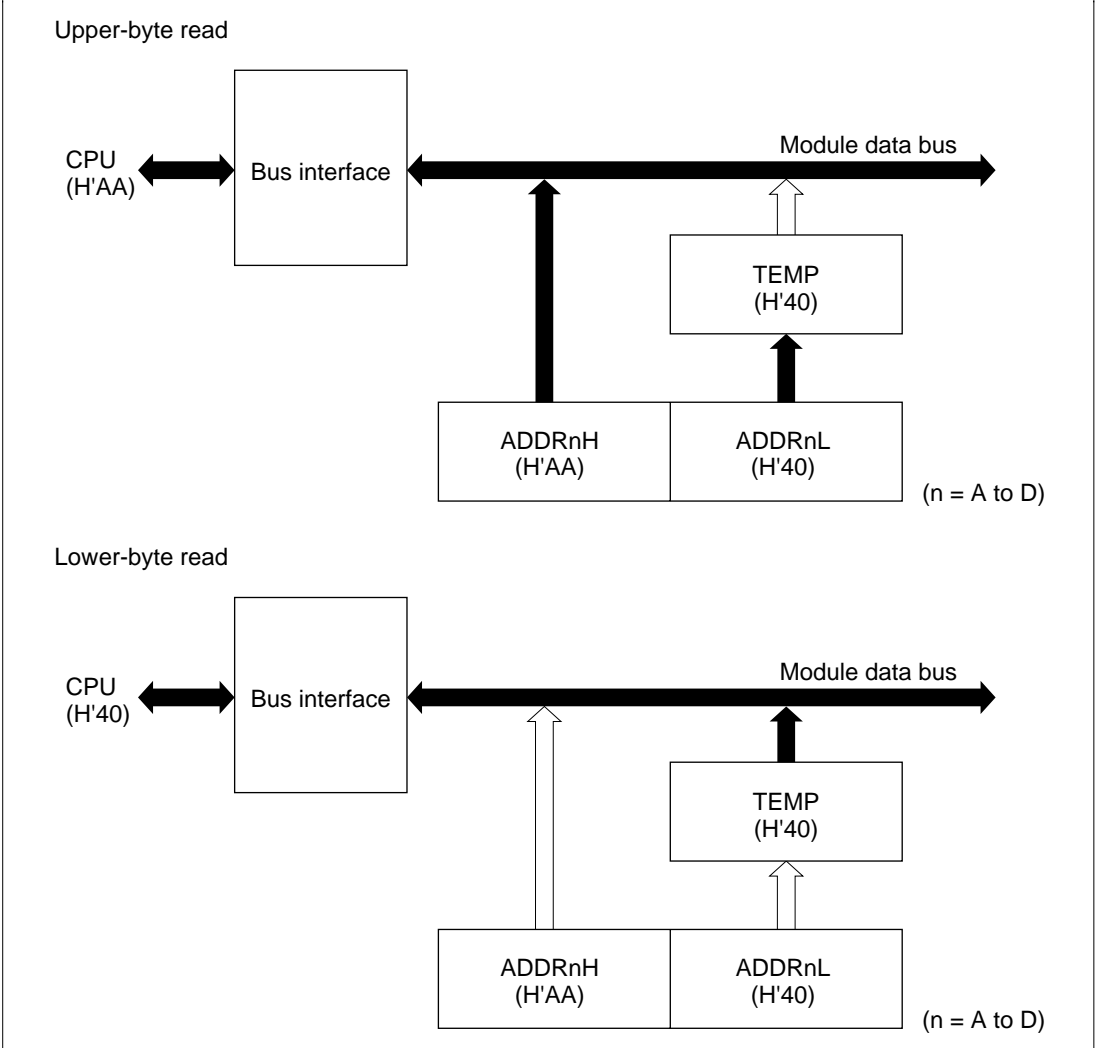 Upper-byte read
Module data bus
CPU
(H'AA)
Bus interface
TEMP
(H'40)
ADDRnH
(H'AA)
ADDRnL
(H'40)
(n = A to D)
Lower-byte read
Module data bus
CPU
(H'40)
Bus interface
TEMP
(H'40)
ADDRnH
(H'AA)
ADDRnL
(H'40)
(n = A to D)